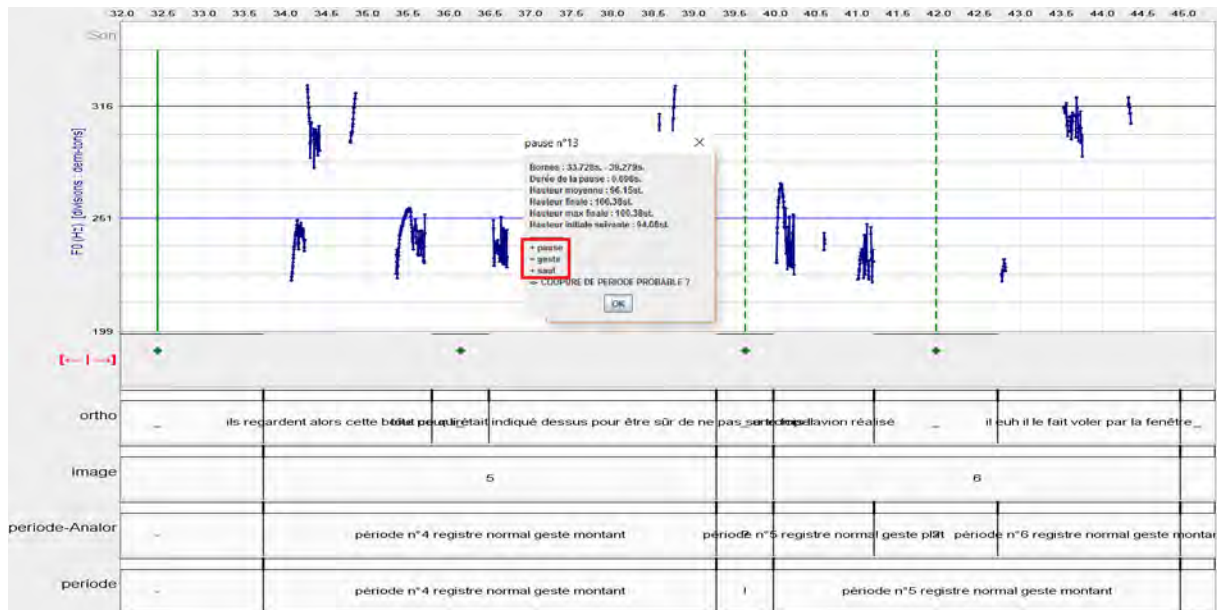 32.0 32.5 33.0 33.5 34.0 34.5 35.0 35.5 36.0 36.5 37.0 37.5 38.0 38.5 39.0 39.5 40.0 40.5 41.0 41.5 42.0 42.5 43.0 43.5 44.0 44.5 45.0
Son
316
F0 (Hz) [divisions : demi-tons]
261
199
pause n°13
Bornes : 33.728s. - 39.279s.
Durée de la pause : 0.698s.
Hauteur moyenne : 96.15st.
Hauteur finale : 100.38st.
Hauteur max finale : 100.38st.
Hauteur initiale suivante : 94.08st.
+ pause
+ geste
+ saut
=> COUPURE DE PERIODE PROBABLE ?
OK
[← | →]
ortho
_ ils regardent alors cette était indiqué dessus pour être sûr de ne pas l'avion réalisé _ il euh il le fait voler par la fenêtre _
image
5 6
periode-Analor
_ période n°4 registre normal geste montant période n°5 registre normal geste plat période n°6 registre normal geste montan
periode
_ période n°4 registre normal geste montant période n°5 registre normal geste montant